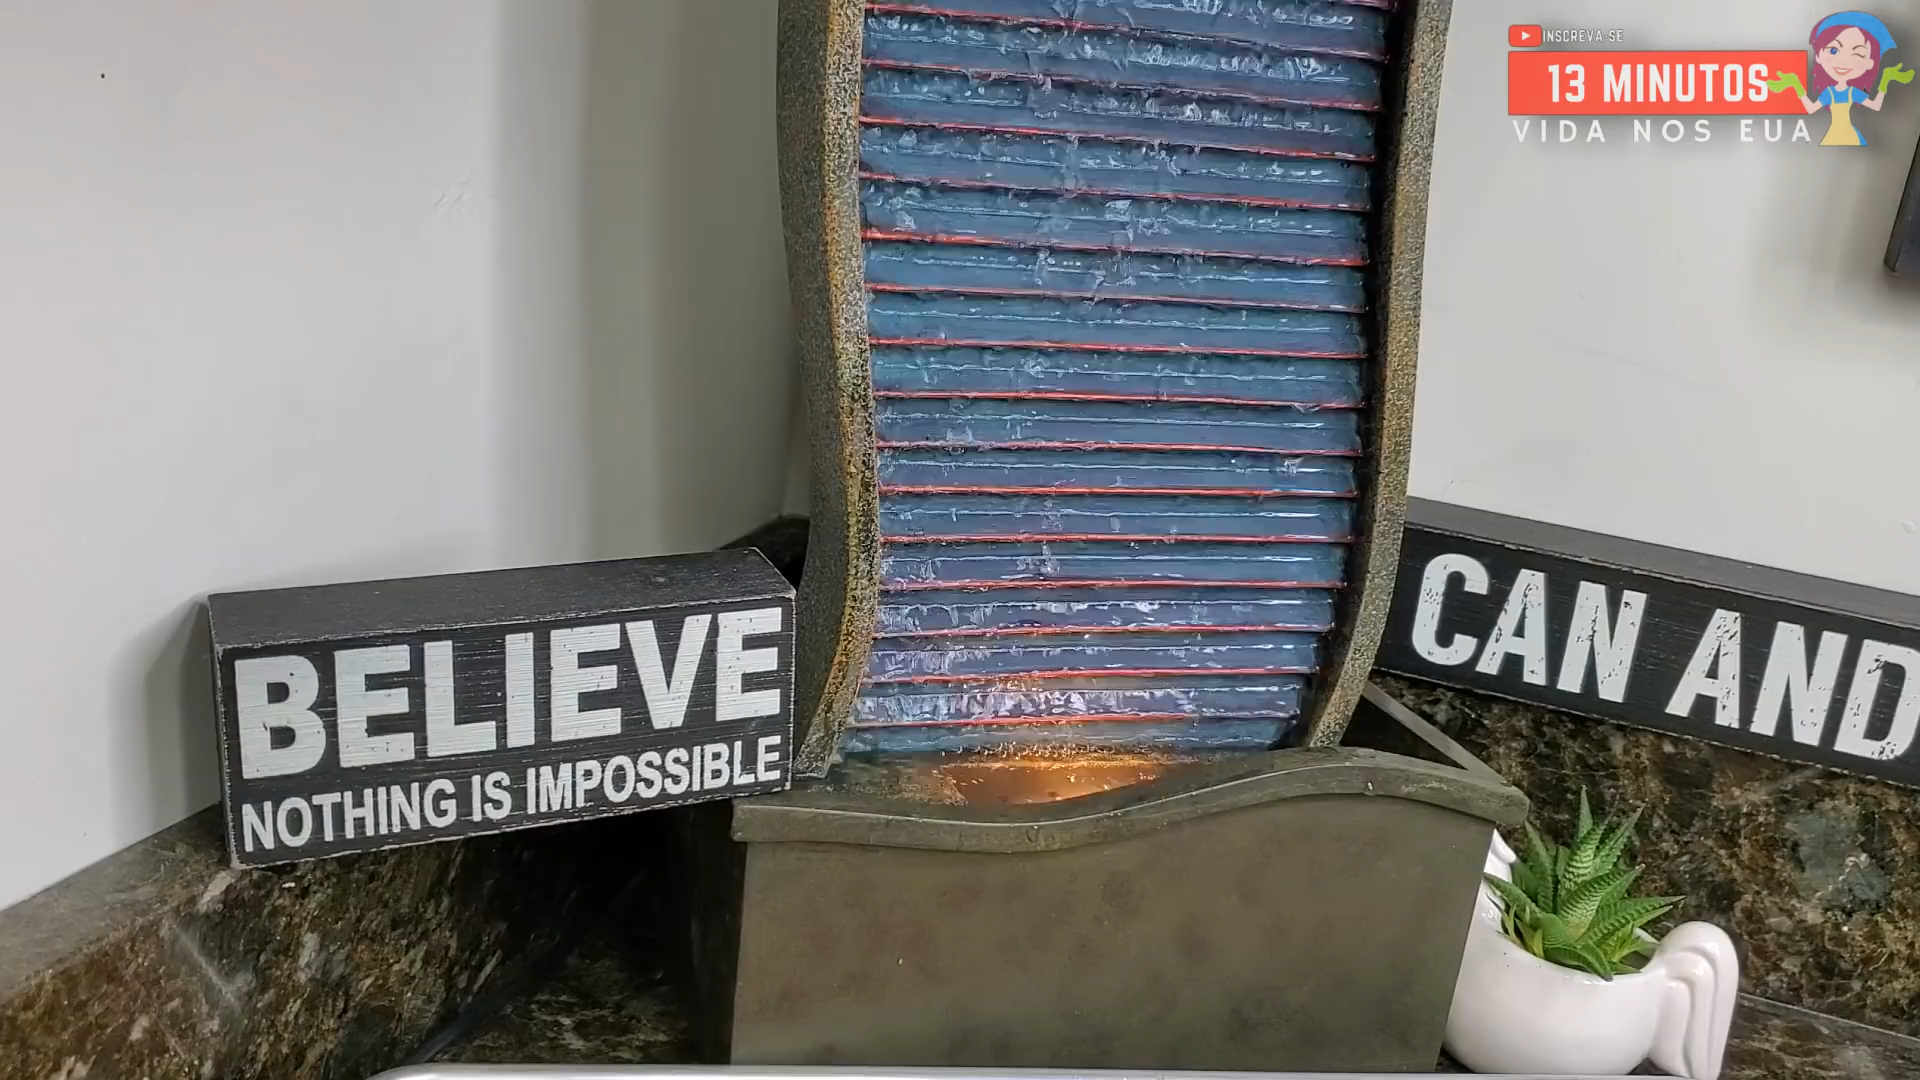 INSCREVA-SE
13 MINUTOS
VIDA NOS EUA
BELIEVE
NOTHING IS IMPOSSIBLE
CAN AND